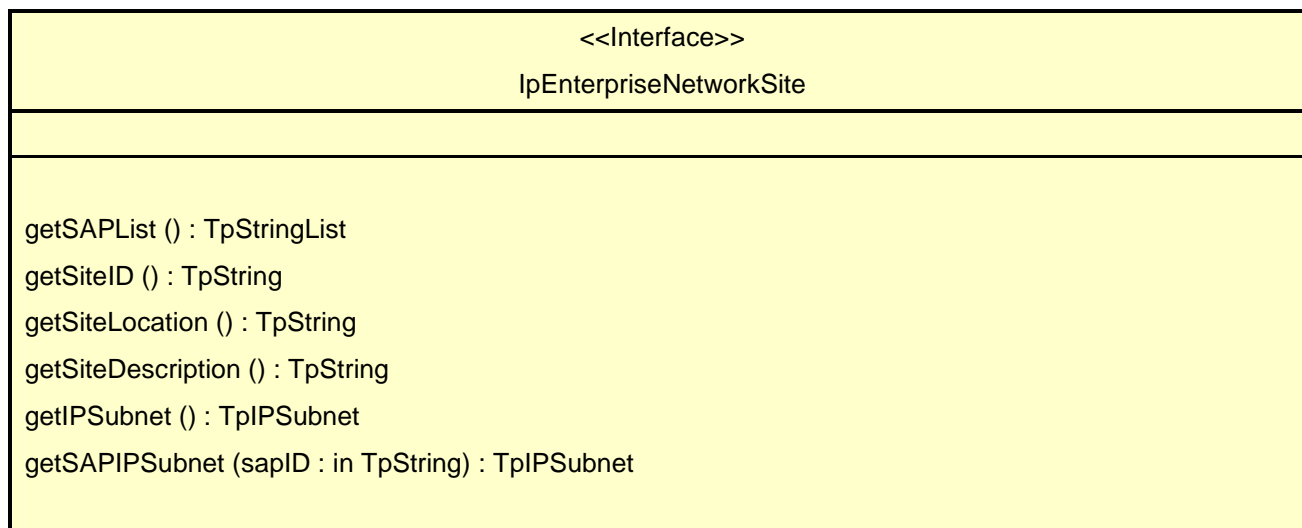 <<Interface>>
IpEnterpriseNetworkSite
getSAPList () : TpStringList
getSiteID () : TpString
getSiteLocation () : TpString
getSiteDescription () : TpString
getIPSubnet () : TpIPSubnet
getSAPIPSubnet (sapID : in TpString) : TpIPSubnet